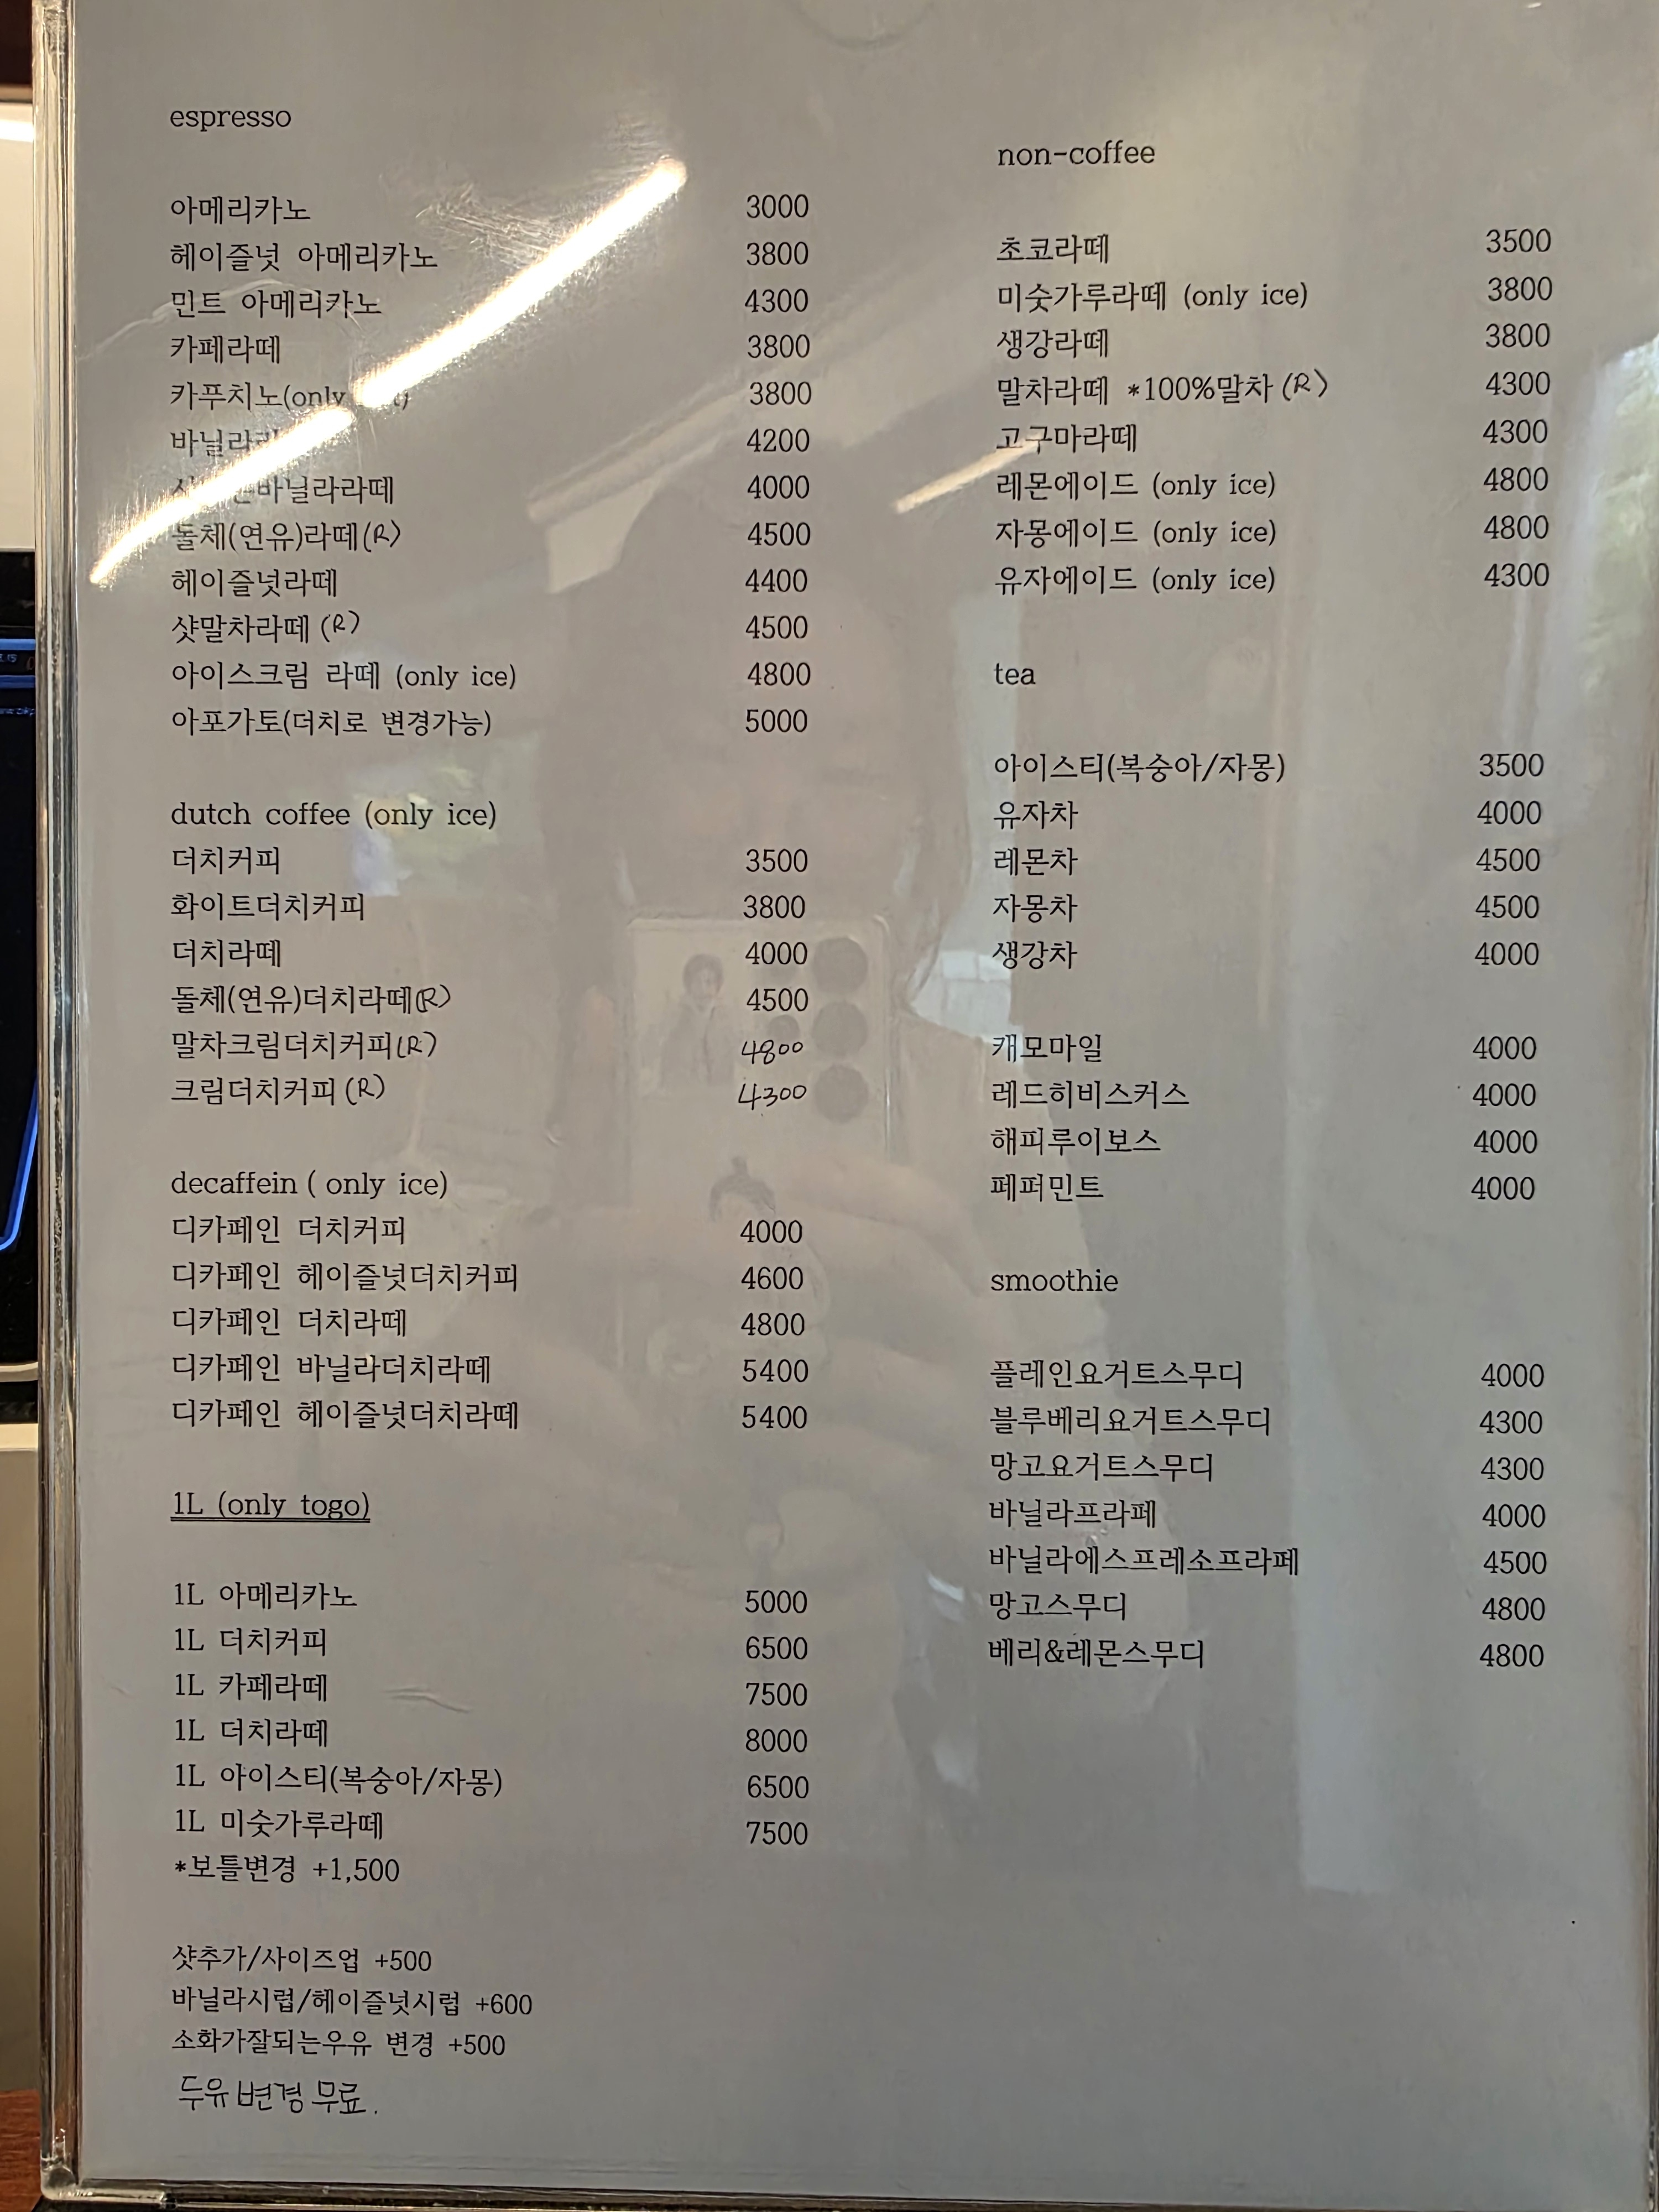 espresso
아메리카노 3000
헤이즐넛 아메리카노 3800
민트 아메리카노 4300
카페라떼 3800
카푸치노(only 3800
4200
4000
돌체(연유)라떼(R) 4500
헤이즐넛라떼 4400
샷말차라떼 (R) 4500
아이스크림 라떼 (only ice) 4800
아포가토(더치로 변경가능) 5000
dutch coffee (only ice)
더치커피 3500
화이트더치커피 3800
더치라떼 4000
돌체(연유)더치라떼(R) 4500
말차크림더치커피(R) 4800
크림더치커피 (R) 4300
decaffein ( only ice)
디카페인 더치커피 4000
디카페인 헤이즐넛더치커피 4600
디카페인 더치라떼 4800
디카페인 바닐라더치라떼 5400
디카페인 헤이즐넛더치라떼 5400
1L (only togo)
1L 아메리카노 5000
1L 더치커피 6500
1L 카페라떼 7500
1L 더치라떼 8000
1L 아이스티(복숭아/자몽) 6500
1L 미숫가루라떼 7500
*보틀변경 +1,500
샷추가/사이즈업 +500
바닐라시럽/헤이즐넛시럽 +600
소화가잘되는우유 변경 +500
두유 변경 무료.
non-coffee
초코라떼 3500
미숫가루라떼 (only ice) 3800
생강라떼 3800
말차라떼 *100%말차 (R) 4300
고구마라떼 4300
레몬에이드 (only ice) 4800
자몽에이드 (only ice) 4800
유자에이드 (only ice) 4300
tea
아이스티(복숭아/자몽) 3500
유자차 4000
레몬차 4500
자몽차 4500
생강차 4000
캐모마일 4000
레드히비스커스 4000
해피루이보스 4000
페퍼민트 4000
smoothie
플레인요거트스무디 4000
블루베리요거트스무디 4300
망고요거트스무디 4300
바닐라프라페 4000
바닐라에스프레소프라페 4500
망고스무디 4800
베리&레몬스무디 4800